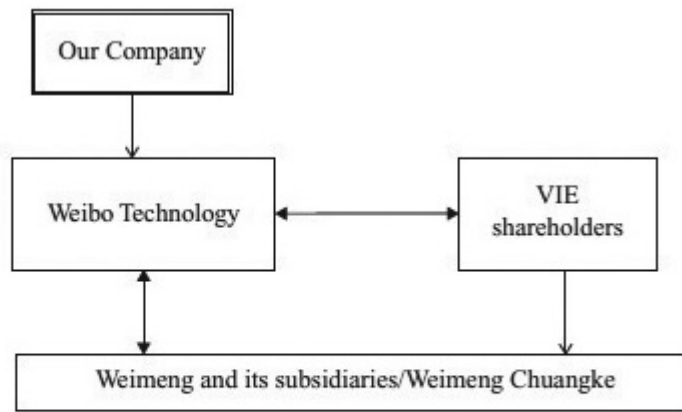 Our Company
Weibo Technology
VIE
shareholders
Weimeng and its subsidiaries/Weimeng Chuangke